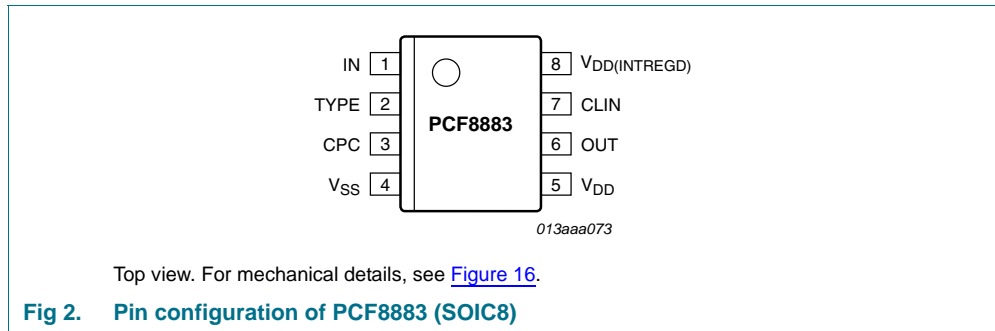 IN 1
TYPE 2
CPC 3
VSS 4
PCF8883
8 VDD(INTREGD)
7 CLIN
6 OUT
5 VDD
013aaa073
Top view. For mechanical details, see Figure 16.
Fig 2. Pin configuration of PCF8883 (SOIC8)